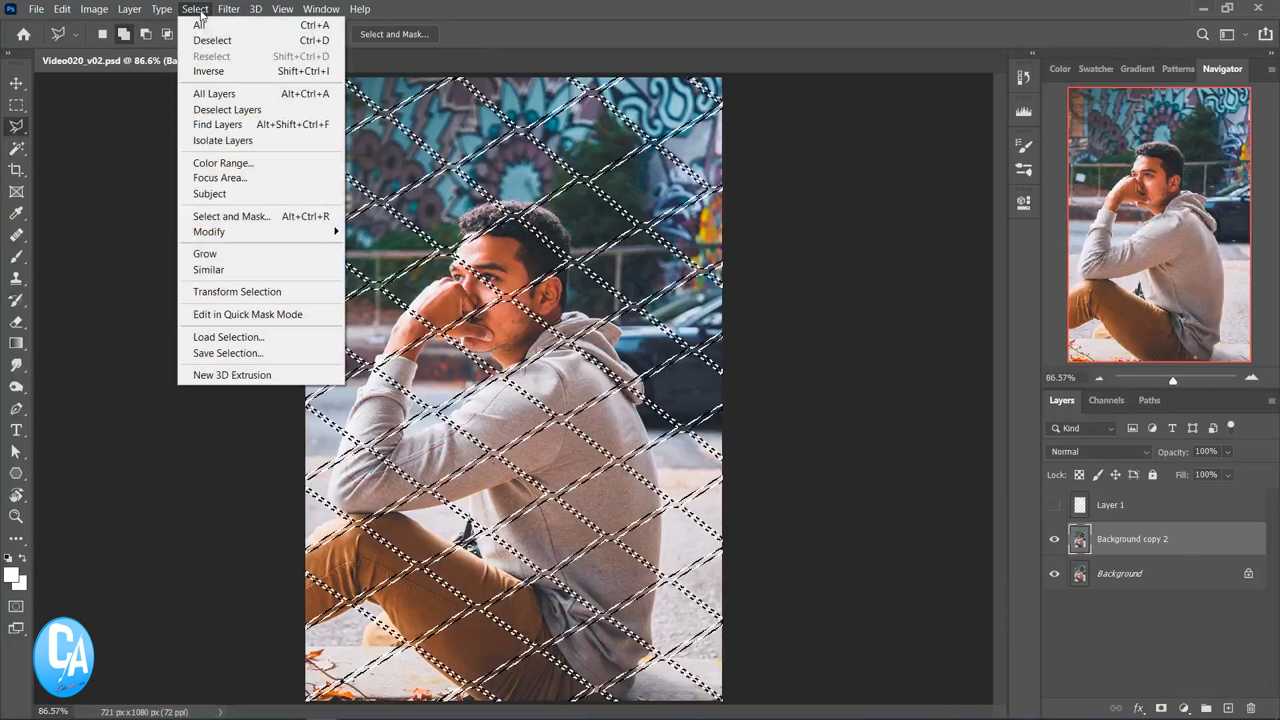 Ps File Edit Image Layer Type Select Filter 3D View Window Help
Select and Mask...
Video020_v02.psd @ 86.6% (Ba
All Ctrl+A
Deselect Ctrl+D
Reselect Shift+Ctrl+D
Inverse Shift+Ctrl+I
All Layers Alt+Ctrl+A
Deselect Layers
Find Layers Alt+Shift+Ctrl+F
Isolate Layers
Color Range...
Focus Area...
Subject
Select and Mask... Alt+Ctrl+R
Modify
Grow
Similar
Transform Selection
Edit in Quick Mask Mode
Load Selection...
Save Selection...
New 3D Extrusion
Color Swatche Gradient Patterns Navigator
86.57%
Layers Channels Paths
Kind
Normal Opacity: 100%
Lock: Fill: 100%
Layer 1
Background copy 2
Background
CA
86.57% 721 px x 1080 px (72 ppi)